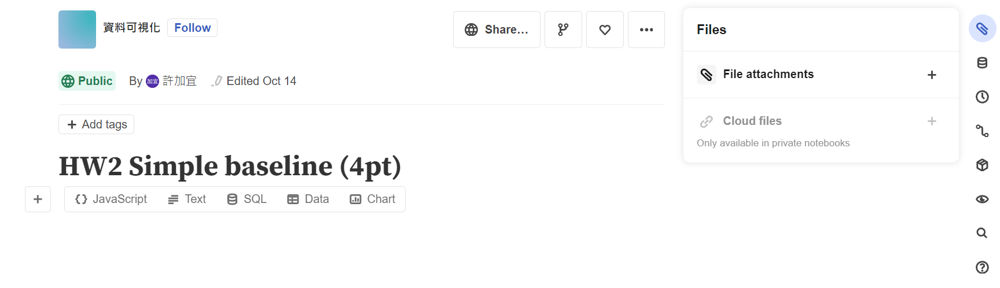 資料可視化 Follow
Share...
Public By 加宜 許加宜 Edited Oct 14
Add tags
HW2 Simple baseline (4pt)
JavaScript Text SQL Data Chart
Files
File attachments
Cloud files
Only available in private notebooks